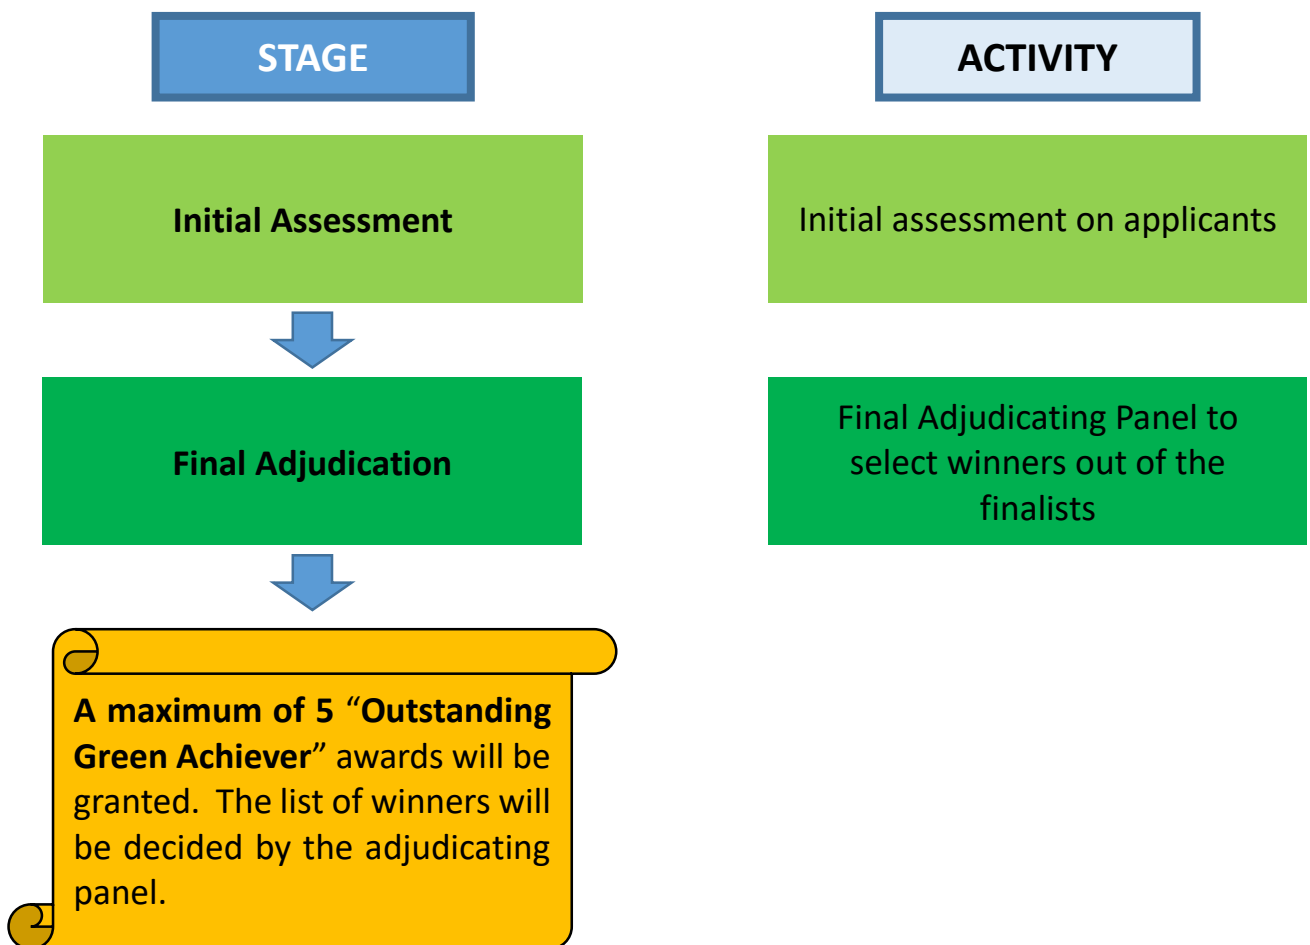 STAGE
ACTIVITY
Initial Assessment
Initial assessment on applicants
Final Adjudication
Final Adjudicating Panel to
select winners out of the
finalists
A maximum of 5 “Outstanding
Green Achiever” awards will be
granted.  The list of winners will
be decided by the adjudicating
panel.